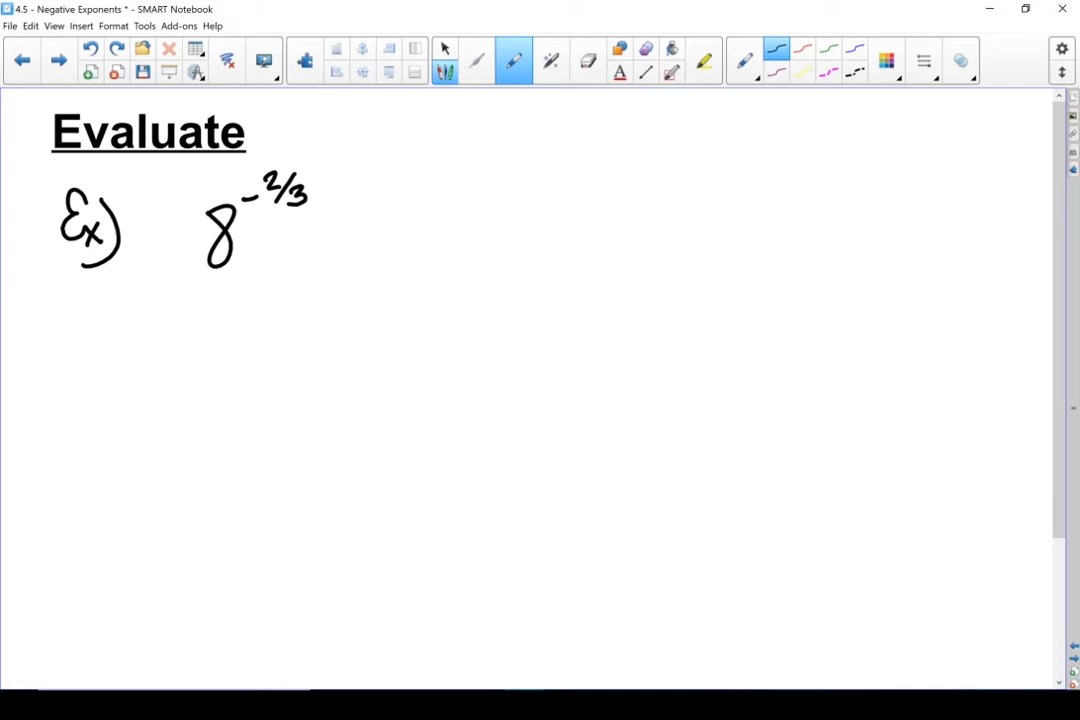 4.5 - Negative Exponents * - SMART Notebook
File Edit View Insert Format Tools Add-ons Help
Evaluate
Ex) 8^-2/3